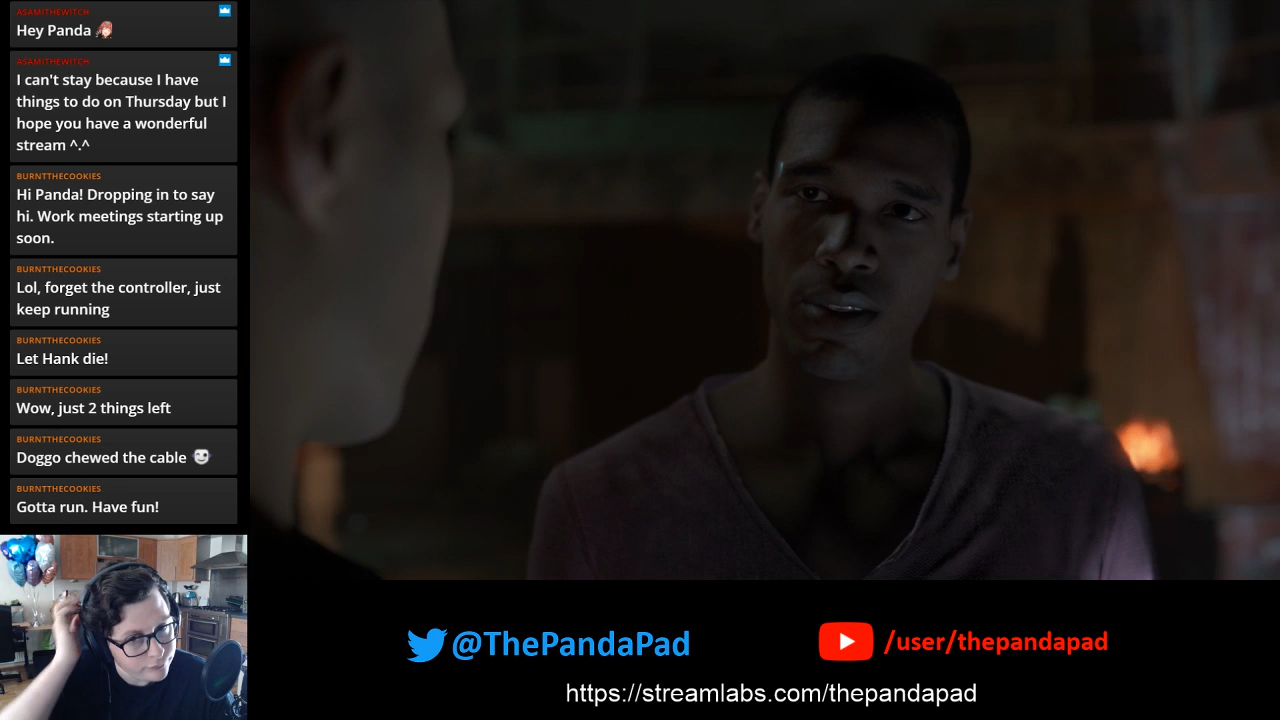 ASAMITHEWITCH
Hey Panda
ASAMITHEWITCH
I can't stay because I have
things to do on Thursday but I
hope you have a wonderful
stream ^.^
BURNTTHECOOKIES
Hi Panda! Dropping in to say
hi. Work meetings starting up
soon.
BURNTTHECOOKIES
Lol, forget the controller, just
keep running
BURNTTHECOOKIES
Let Hank die!
BURNTTHECOOKIES
Wow, just 2 things left
BURNTTHECOOKIES
Doggo chewed the cable
BURNTTHECOOKIES
Gotta run. Have fun!
@ThePandaPad
/user/thepandapad
https://streamlabs.com/thepandapad